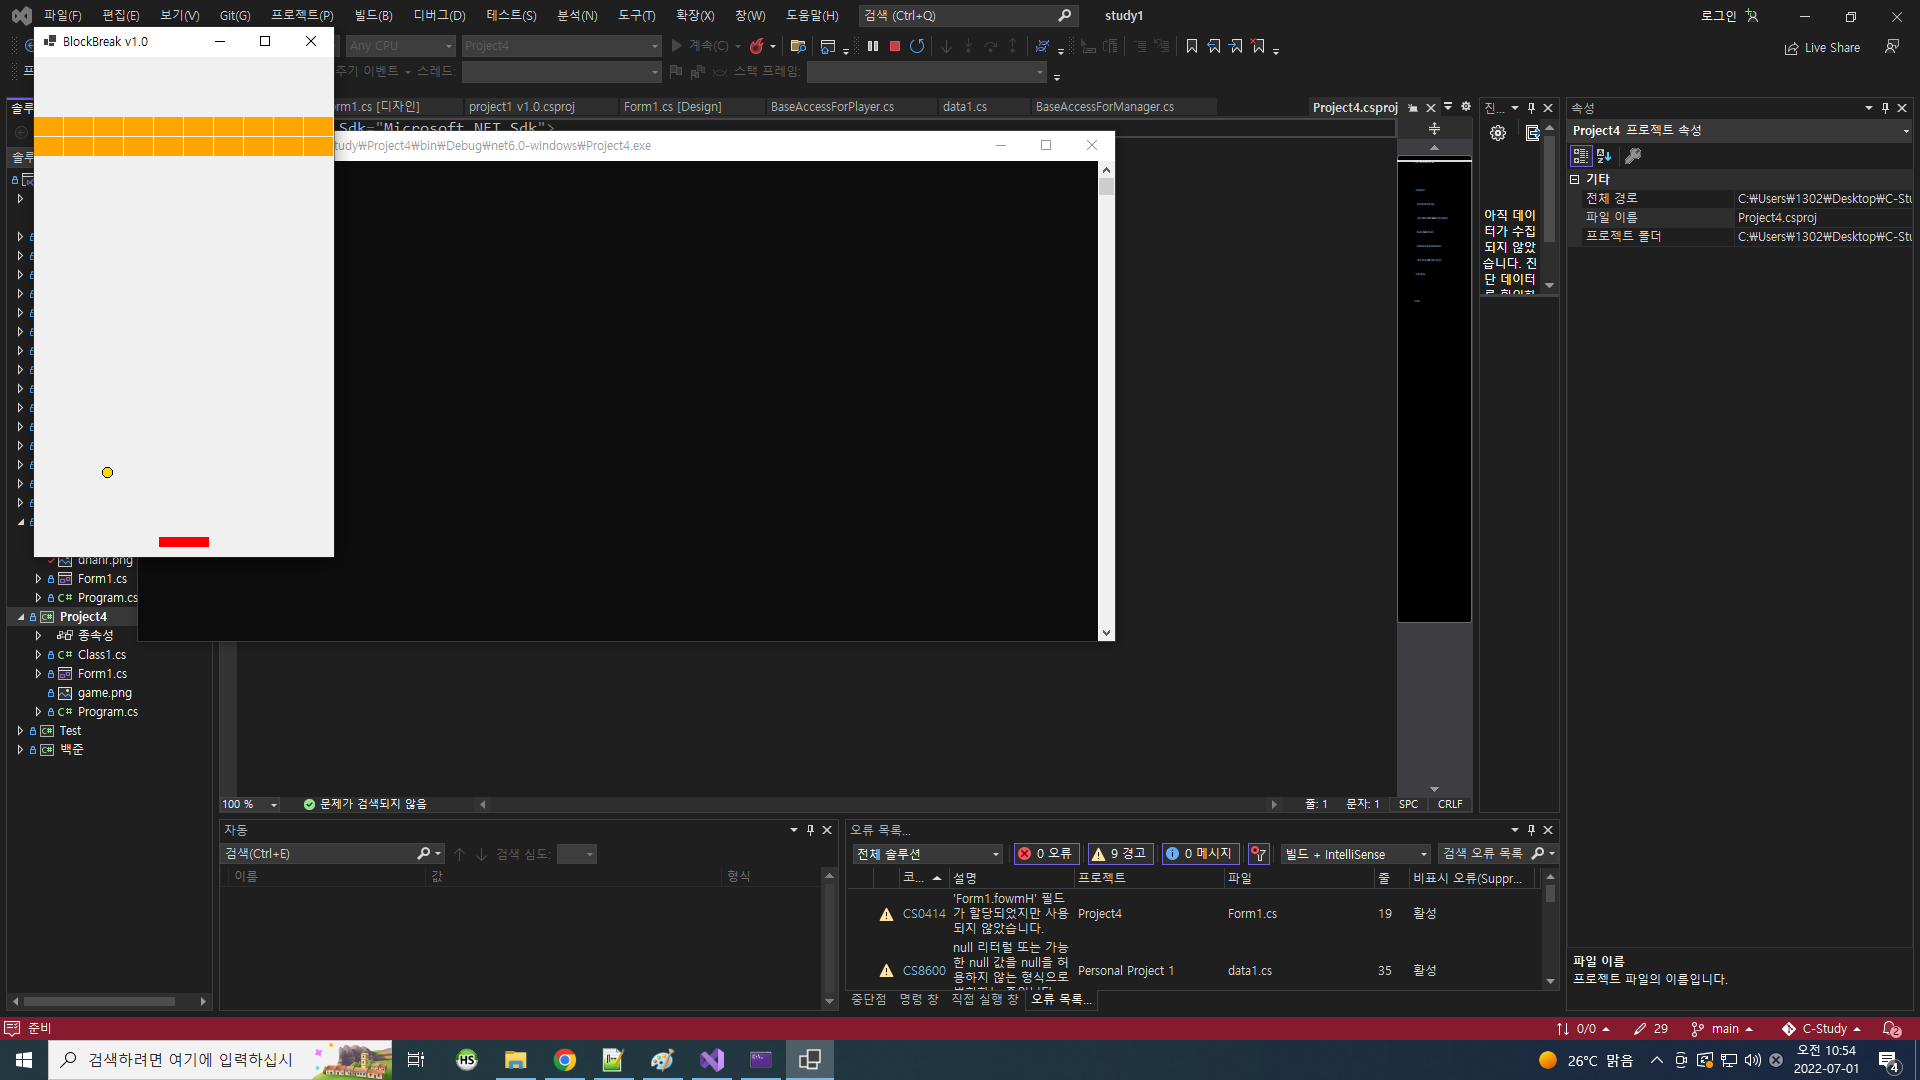 파일(F) 편집(E) 보기(V) Git(G) 프로젝트(P) 빌드(B) 디버그(D) 테스트(S) 분석(N) 도구(T) 확장(X) 창(W) 도움말(H) 검색 (Ctrl+Q) study1 로그인
BlockBreak v1.0
Any CPU Project4 계속(C) Live Share
프 주기 이벤트 스레드: 스택 프레임:
솔루
rm1.cs [디자인] project1 v1.0.csproj Form1.cs [Design] BaseAccessForPlayer.cs data1.cs BaseAccessForManager.cs Project4.csproj
Sdk="Microsoft.NET.Sdk">
tudy\Project4\bin\Debug\net6.0-windows\Project4.exe
솔루
dnanr.png
Form1.cs
Program.cs
Project4
종속성
Class1.cs
Form1.cs
game.png
Program.cs
Test
백준
100 % 문제가 검색되지 않음 줄: 1 문자: 1 SPC CRLF
진...
아직 데이
터가 수집
되지 않았
습니다. 진
단 데이터
속성
Project4 프로젝트 속성
기타
전체 경로 C:\Users\1302\Desktop\C-Stu
파일 이름 Project4.csproj
프로젝트 폴더 C:\Users\1302\Desktop\C-Stu
파일 이름
프로젝트 파일의 이름입니다.
자동
검색(Ctrl+E) 검색 심도:
이름 값 형식
오류 목록...
전체 솔루션 0 오류 9 경고 0 메시지 빌드 + IntelliSense 검색 오류 목록
코... 설명 프로젝트 파일 줄 비표시 오류(Suppr...
CS0414 'Form1.fowmH' 필드가 할당되었지만 사용되지 않았습니다. Project4 Form1.cs 19 활성
CS8600 null 리터럴 또는 가능한 null 값을 null을 허용하지 않는 형식으로 Personal Project 1 data1.cs 35 활성
중단점 명령 창 직접 실행 창 오류 목록...
준비 0/0 29 main C-Study 2
검색하려면 여기에 입력하십시 HS 26°C 맑음 오전 10:54
2022-07-01 4